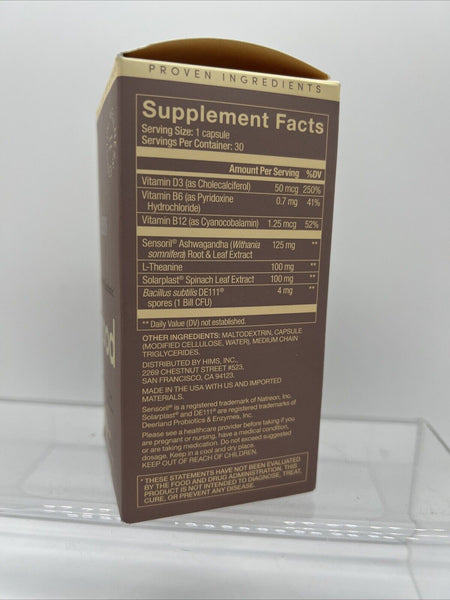 PROVEN INGREDIENTS
Supplement Facts
Serving Size: 1 capsule
Servings Per Container: 30
Amount Per Serving %DV
Vitamin D3 (as Cholecalciferol) 50 mcg 250%
Vitamin B6 (as Pyridoxine 0.7 mg 41%
Hydrochloride)
Vitamin B12 (as Cyanocobalamin) 1.25 mcg 52%
Sensoril® Ashwagandha (Withania 125 mg **
somnifera) Root & Leaf Extract
L-Theanine 100 mg **
Solarplast® Spinach Leaf Extract 100 mg **
Bacillus subtilis DE111® 4 mg **
spores (1 Bill CFU)
** Daily Value (DV) not established.
OTHER INGREDIENTS: MALTODEXTRIN, CAPSULE
(MODIFIED CELLULOSE, WATER), MEDIUM CHAIN
TRIGLYCERIDES.
DISTRIBUTED BY HIMS, INC.,
2269 CHESTNUT STREET #523,
SAN FRANCISCO, CA 94123.
MADE IN THE USA WITH US AND IMPORTED
MATERIALS.
Sensoril® is a registered trademark of Natreon, Inc.
Solarplast® and DE111® are registered trademarks of
Deerland Probiotics & Enzymes, Inc.
Please see a healthcare provider before taking if you
are pregnant or nursing, have a medical condition,
or are taking medication. Do not exceed suggested
dosage. Keep in a cool and dry place.
KEEP OUT OF REACH OF CHILDREN.
* THESE STATEMENTS HAVE NOT BEEN EVALUATED
BY THE FOOD AND DRUG ADMINISTRATION. THIS
PRODUCT IS NOT INTENDED TO DIAGNOSE, TREAT,
CURE, OR PREVENT ANY DISEASE.